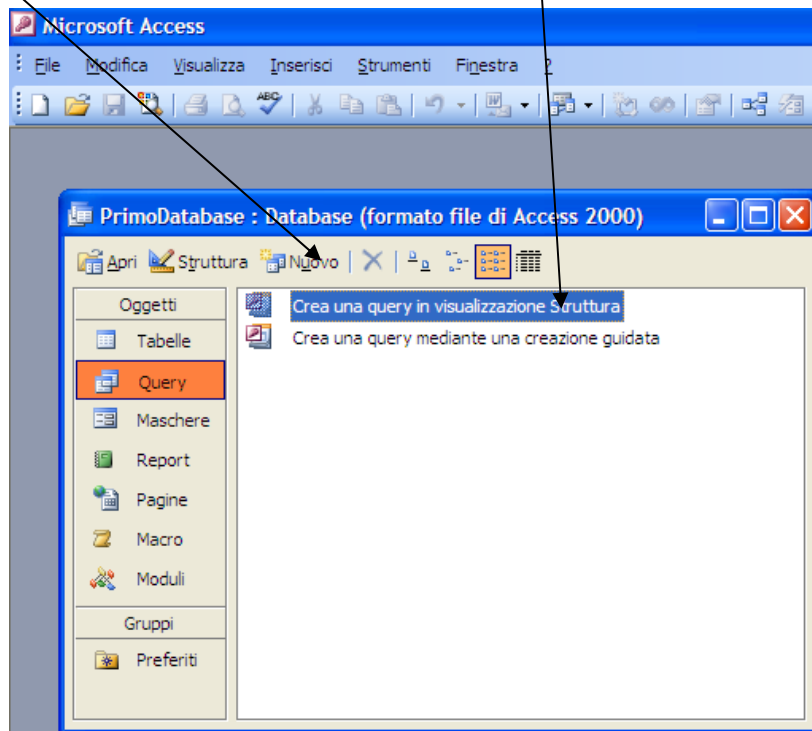 Microsoft Access
File Modifica Visualizza Inserisci Strumenti Finestra ?
ABC W
PrimoDatabase : Database (formato file di Access 2000)
Apri Struttura Nuovo
Oggetti
Crea una query in visualizzazione Struttura
Tabelle
Crea una query mediante una creazione guidata
Query
Maschere
Report
Pagine
Macro
Moduli
Gruppi
Preferiti